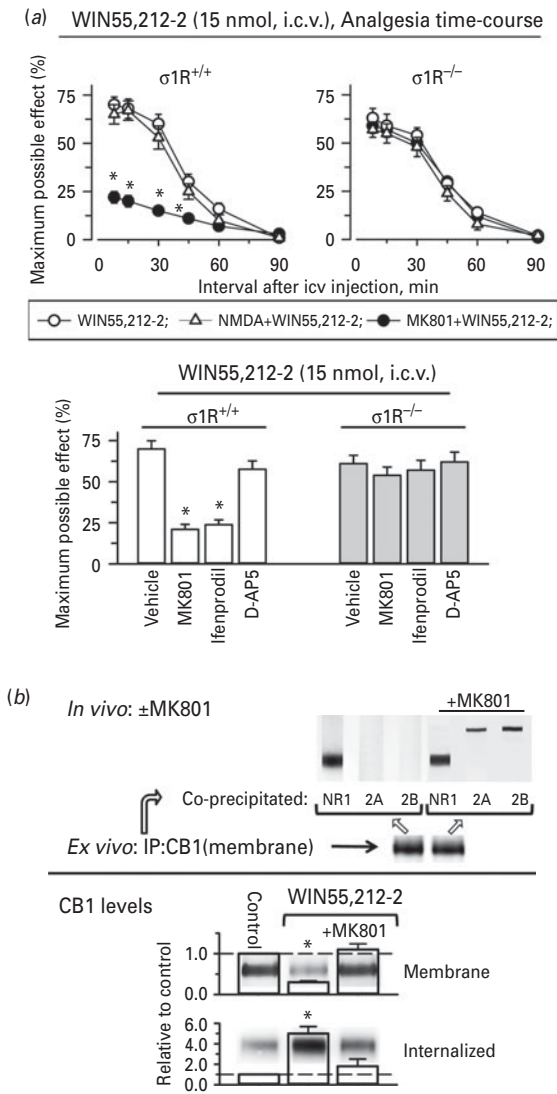 (a)
WIN55,212-2 (15 nmol, i.c.v.), Analgesia time-course
σ1R+/+
σ1R−/−
Maximum possible effect (%)
75
50
25
0
75
50
25
0
* * * *
0 30 60 90
0 30 60 90
Interval after icv injection, min
WIN55,212-2; NMDA+WIN55,212-2; MK801+WIN55,212-2;
WIN55,212-2 (15 nmol, i.c.v.)
σ1R+/+
σ1R−/−
Maximum possible effect (%)
75
50
25
0
* *
Vehicle
MK801
Ifenprodil
D-AP5
Vehicle
MK801
Ifenprodil
D-AP5
(b)
In vivo: ±MK801
+MK801
Co-precipitated: NR1 2A 2B NR1 2A 2B
Ex vivo: IP:CB1(membrane)
CB1 levels
WIN55,212-2
Control
* +MK801
Relative to control
1.0
0.0
Membrane
*
6.0
4.0
2.0
0.0
Internalized